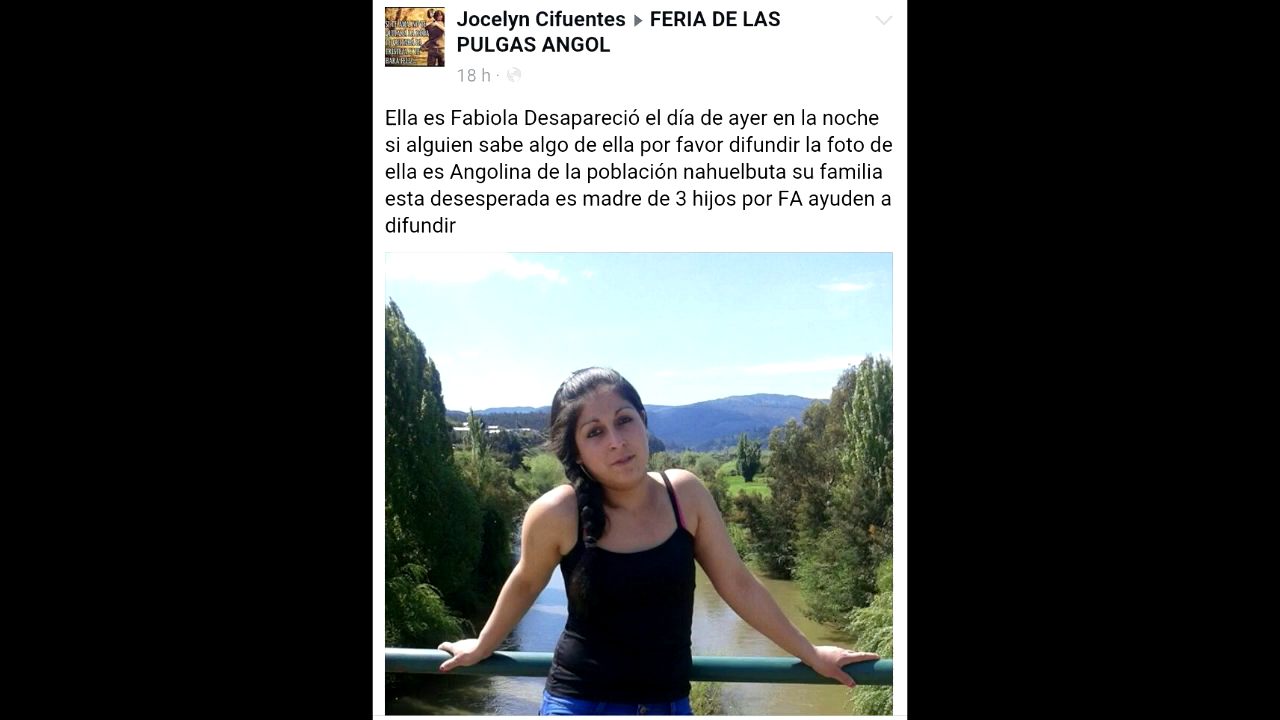 Jocelyn Cifuentes ▸ FERIA DE LAS
PULGAS ANGOL
18 h ·
Ella es Fabiola Desapareció el día de ayer en la noche
si alguien sabe algo de ella por favor difundir la foto de
ella es Angolina de la población nahuelbuta su familia
esta desesperada es madre de 3 hijos por FA ayuden a
difundir